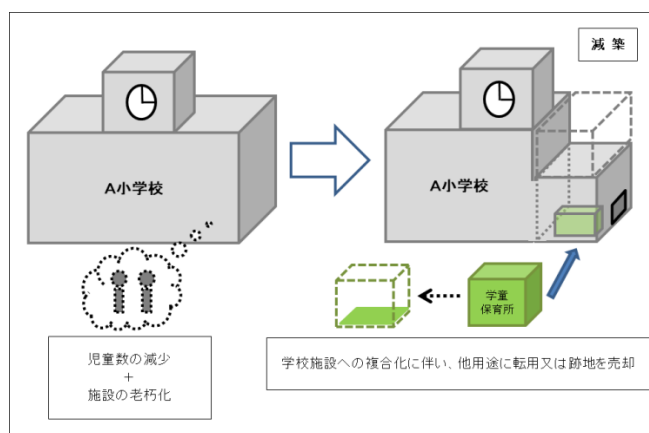 減築
A小学校
A小学校
学童
保育所
児童数の減少
+
施設の老朽化
学校施設への複合化に伴い、他用途に転用又は跡地を売却